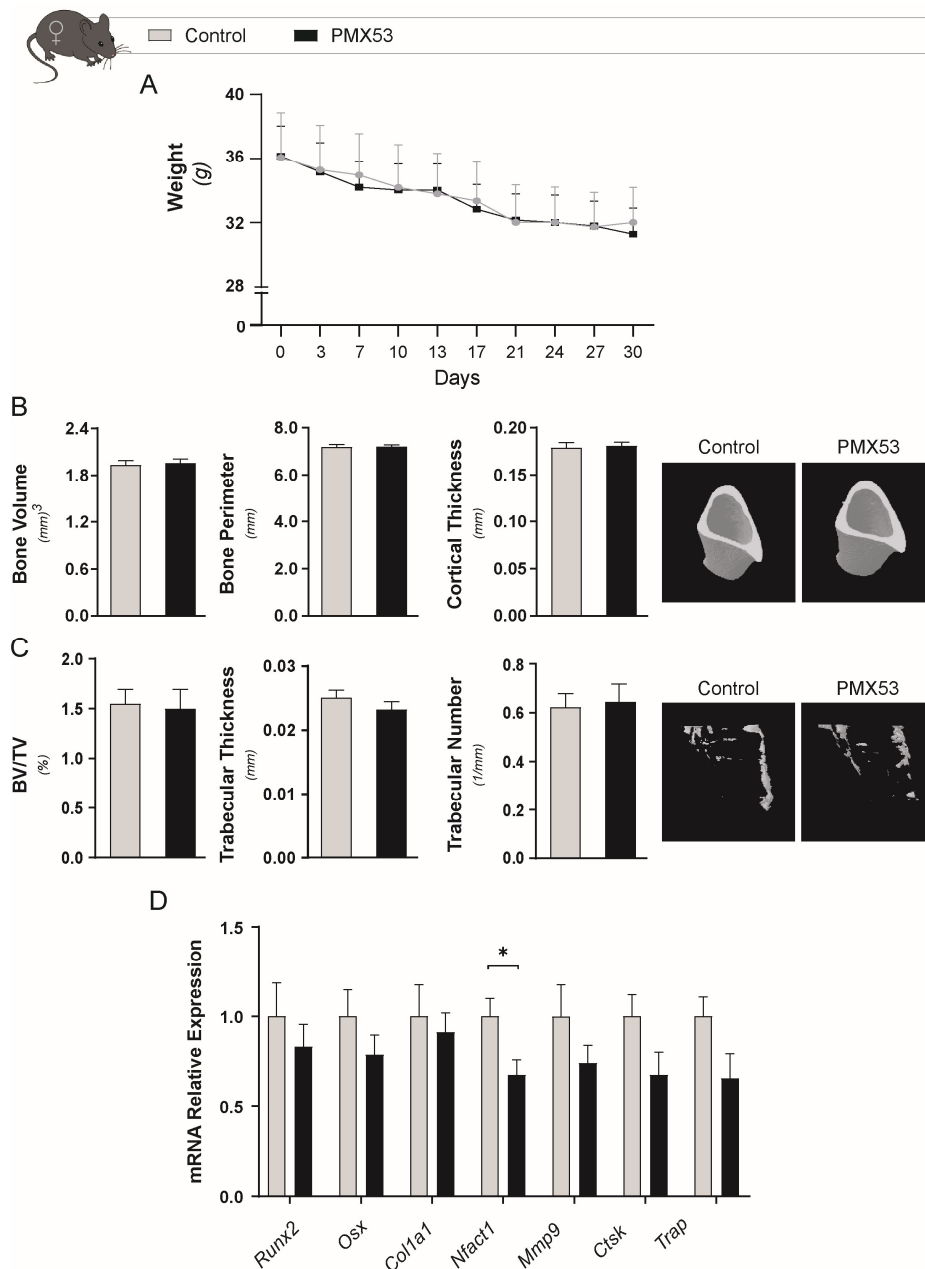 Control PMX53
A
Weight
(g)
40
36
32
28
0
0 3 7 10 13 17 21 24 27 30
Days
B
Bone Volume
(mm)3
2.4
1.8
1.2
0.6
0.0
Bone Perimeter
(mm)
8.0
6.0
4.0
2.0
0.0
Cortical Thickness
(mm)
0.20
0.15
0.10
0.05
0.00
Control PMX53
C
BV/TV
(%)
2.0
1.5
1.0
0.5
0.0
Trabecular Thickness
(mm)
0.03
0.02
0.01
0.00
Trabecular Number
(1/mm)
0.8
0.6
0.4
0.2
0.0
Control PMX53
D
mRNA Relative Expression
1.5
1.0
0.5
0.0
*
Runx2 Osx Col1a1 Nfact1 Mmp9 Ctsk Trap